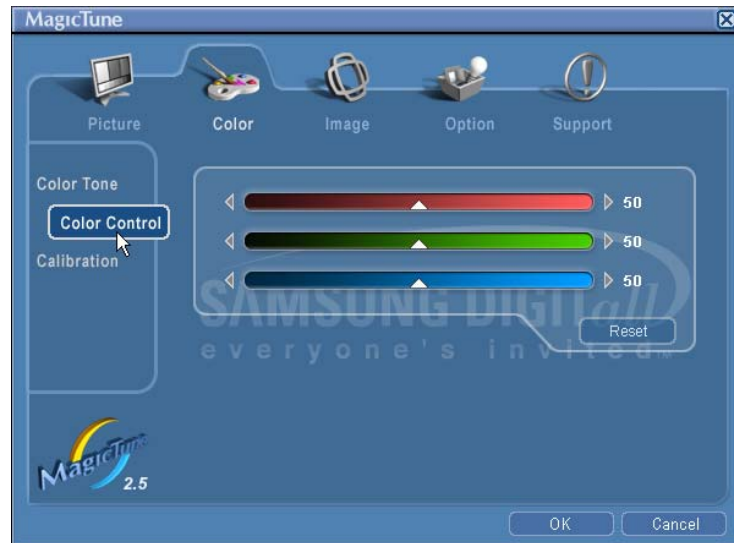 MagicTune
Picture
Color
Image
Option
Support
Color Tone
Color Control
Calibration
50
50
50
SAMSUNG DIGITall
everyone's invited™
Reset
MagicTune
2.5
OK
Cancel